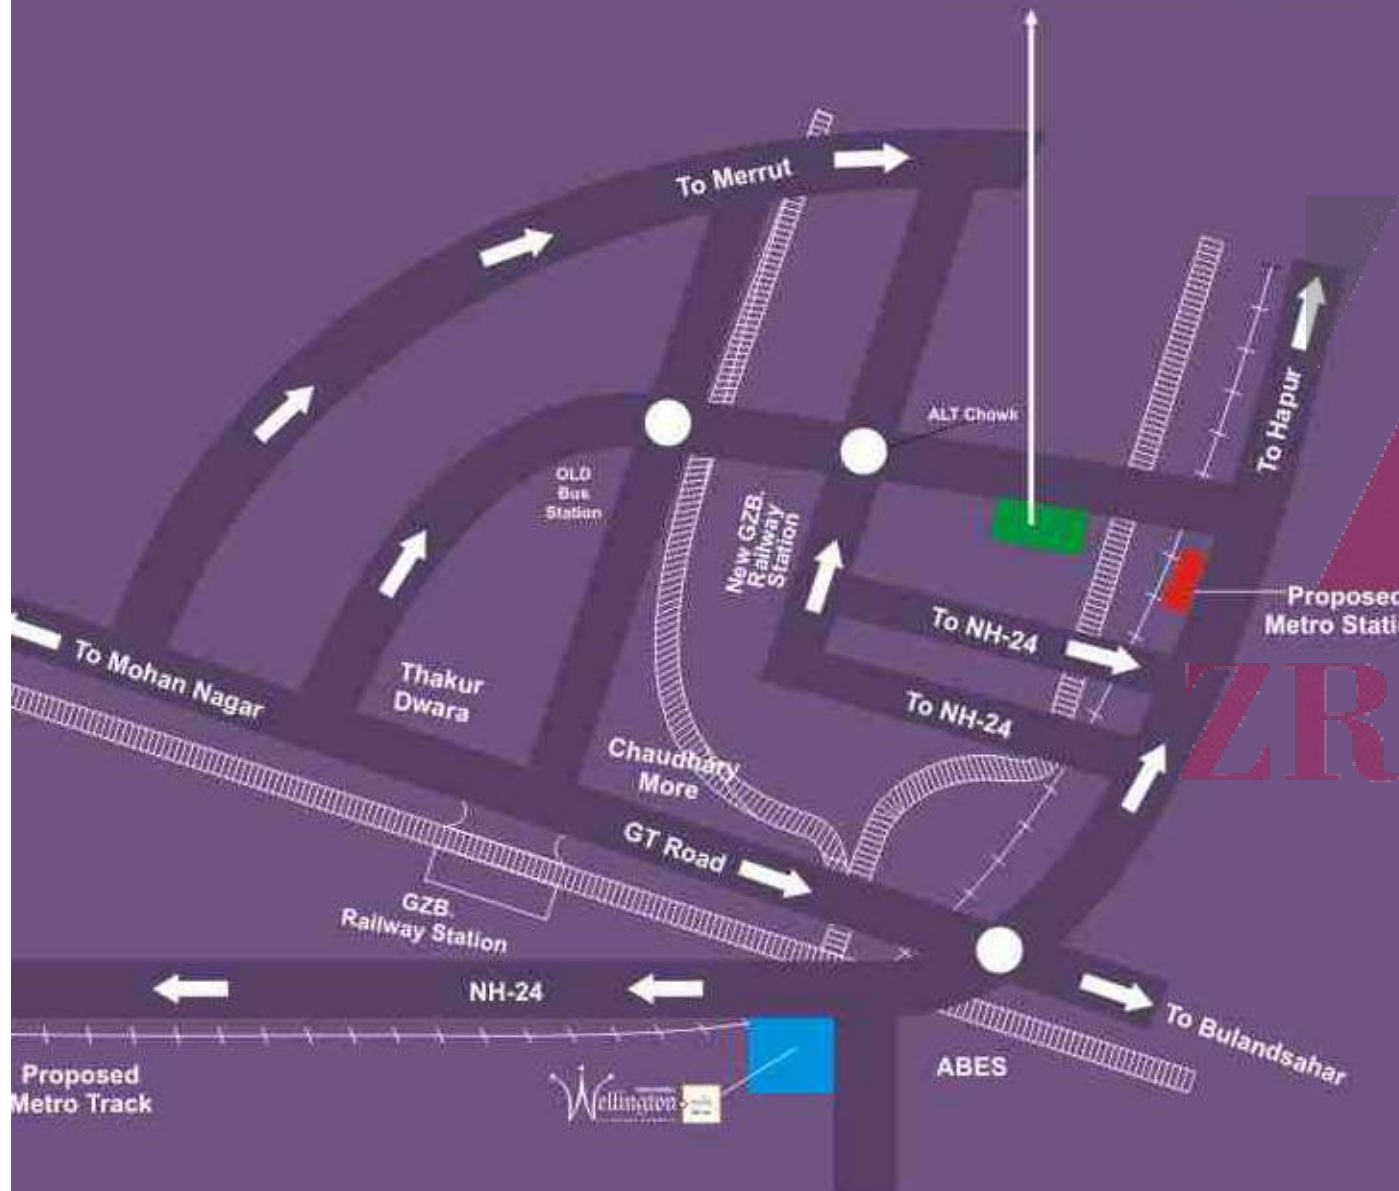 To Merrut
ALT Chowk
To Hapur
OLD
Bus
Station
New GZB.
Railway
Station
Proposed
Metro Stati
To NH-24
To Mohan Nagar
Thakur
Dwara
To NH-24
ZR
Chaudhary
More
GT Road
GZB.
Railway Station
NH-24
To Bulandsahar
ABES
Proposed
Metro Track
Wellington